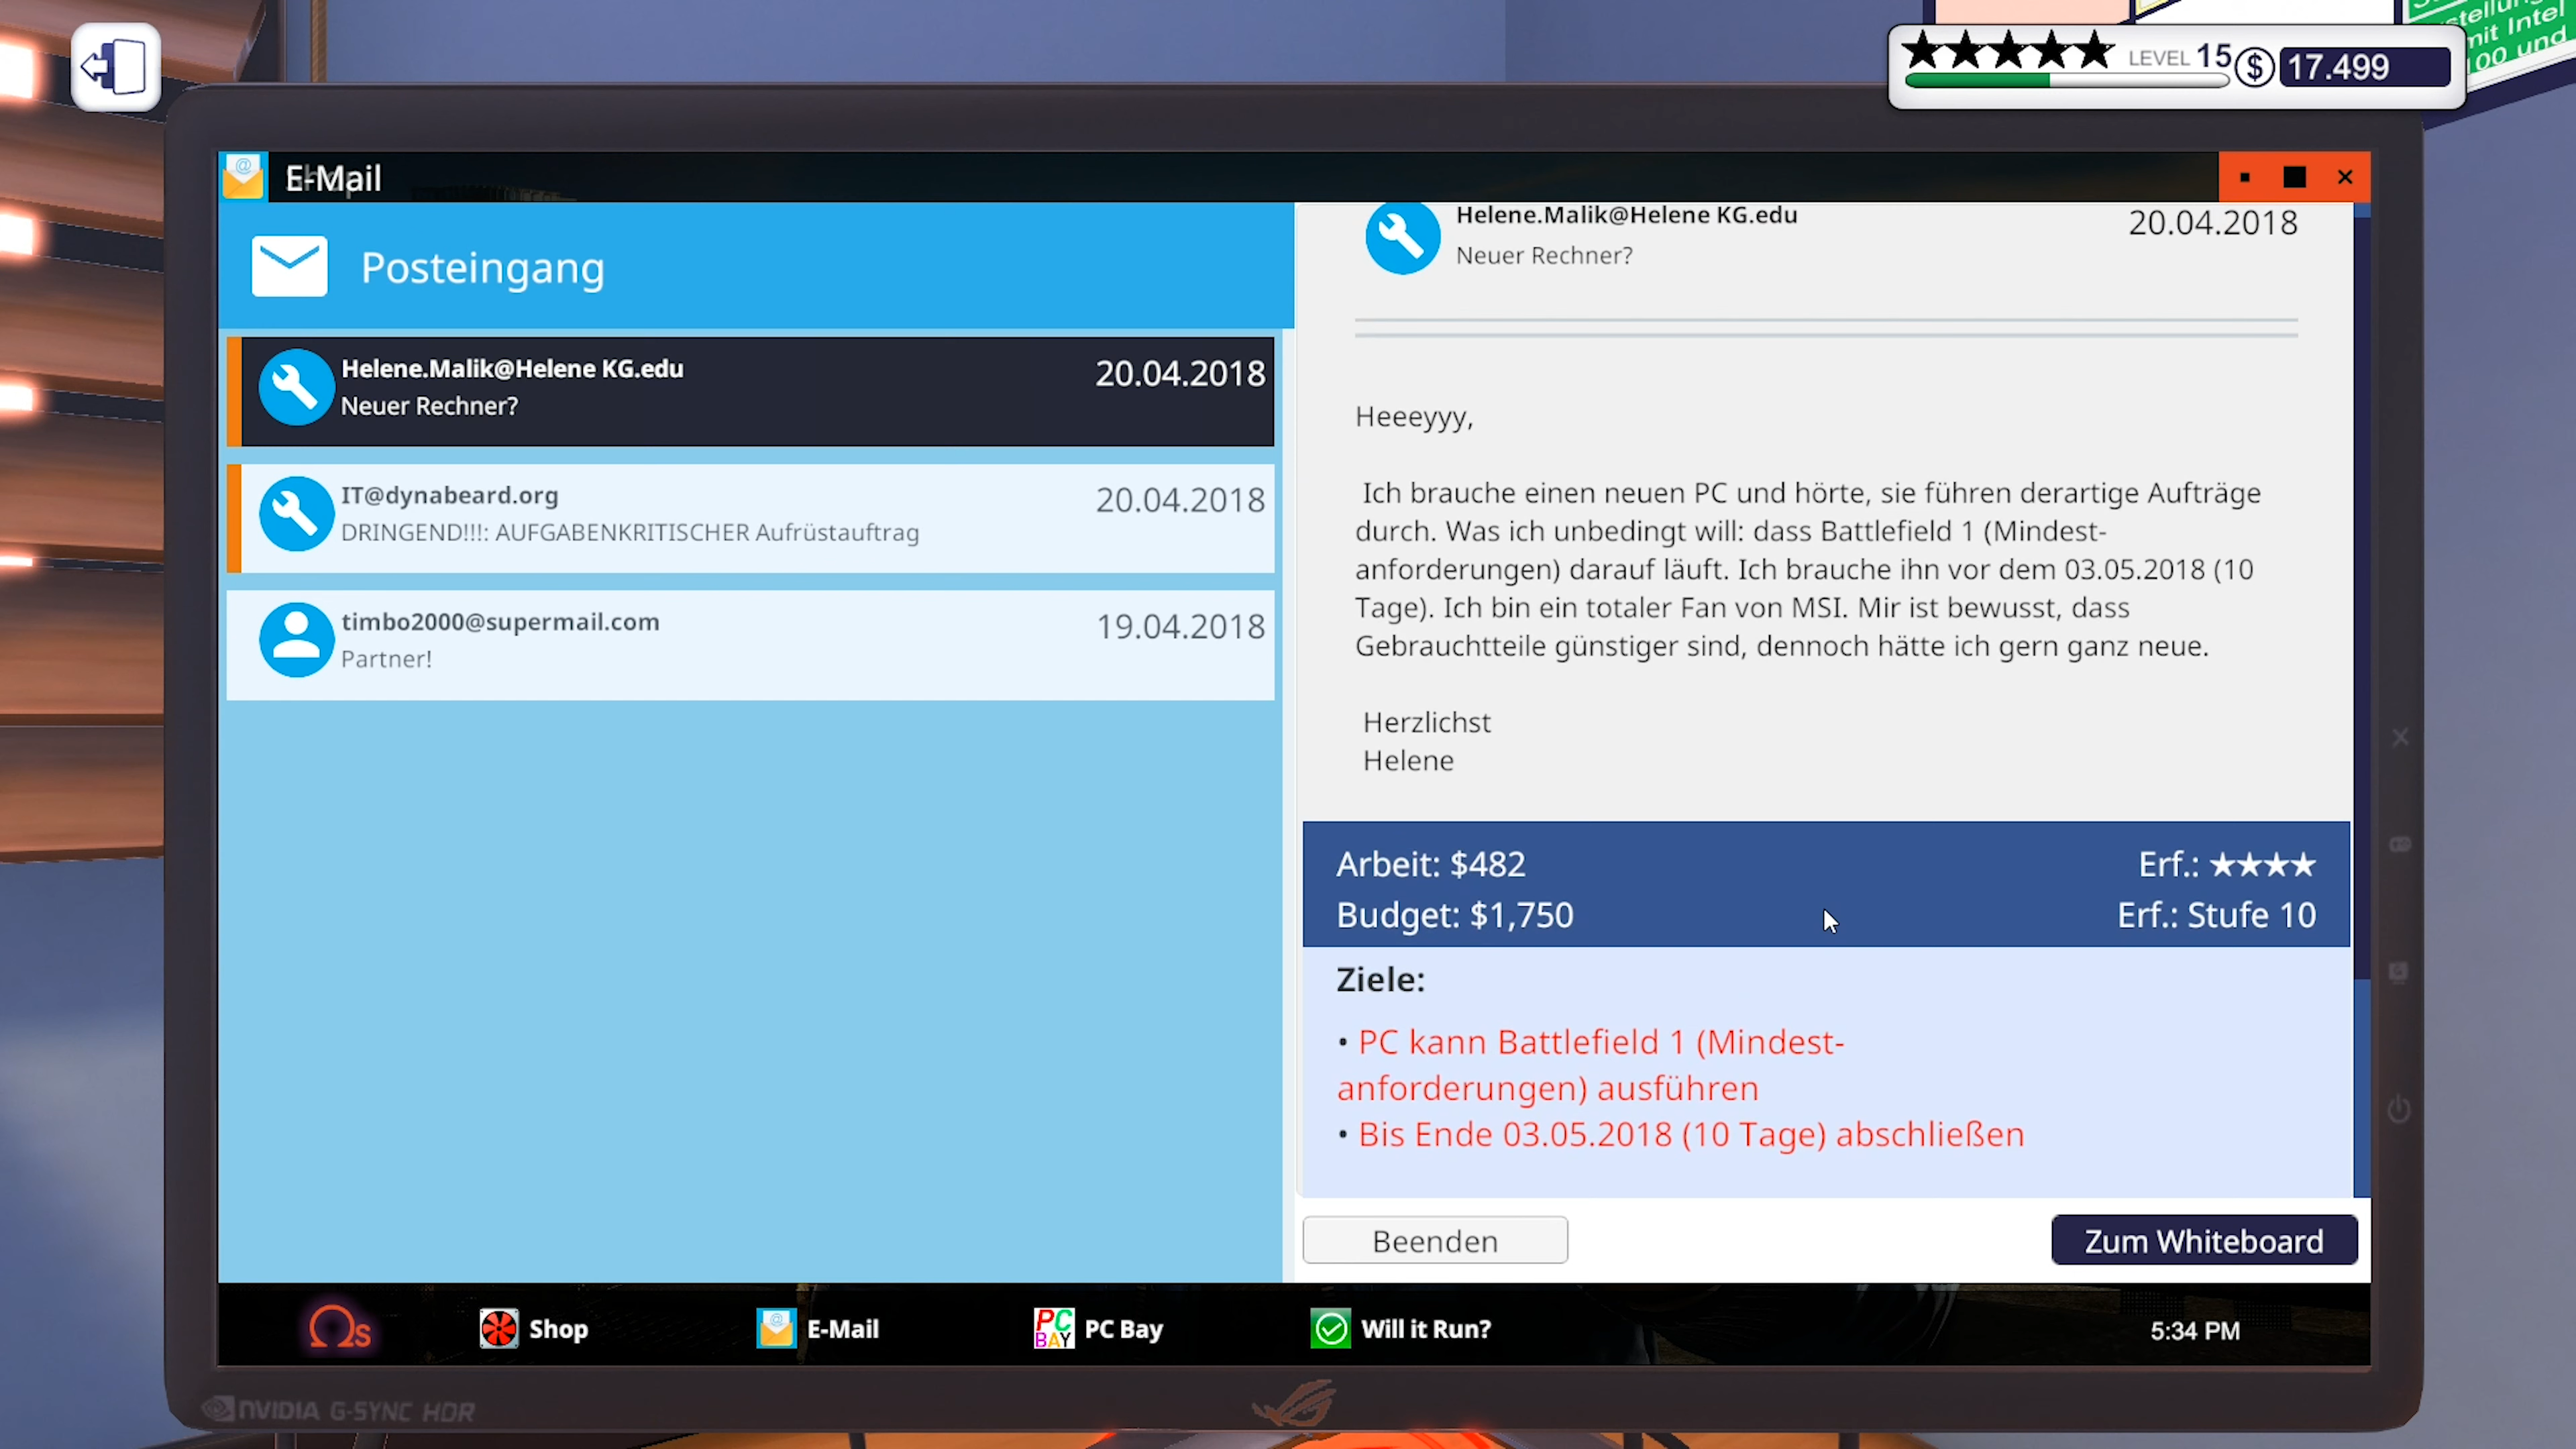 mit Intel
LEVEL 15
$ 17.499
E-Mail
Posteingang
Helene.Malik@Helene KG.edu
20.04.2018
Neuer Rechner?
IT@dynabeard.org
20.04.2018
DRINGEND!!!: AUFGABENKRITISCHER Aufrüstauftrag
timbo2000@supermail.com
19.04.2018
Partner!
Helene.Malik@Helene KG.edu
20.04.2018
Neuer Rechner?
Heeeyyy,
Ich brauche einen neuen PC und hörte, sie führen derartige Aufträge
durch. Was ich unbedingt will: dass Battlefield 1 (Mindest-
anforderungen) darauf läuft. Ich brauche ihn vor dem 03.05.2018 (10
Tage). Ich bin ein totaler Fan von MSI. Mir ist bewusst, dass
Gebrauchtteile günstiger sind, dennoch hätte ich gern ganz neue.
Herzlichst
Helene
Arbeit: $482
Erf.: ★★★★
Budget: $1,750
Erf.: Stufe 10
Ziele:
• PC kann Battlefield 1 (Mindest-
anforderungen) ausführen
• Bis Ende 03.05.2018 (10 Tage) abschließen
Beenden
Zum Whiteboard
Ωs
Shop
E-Mail
PC BAY
PC Bay
Will it Run?
5:34 PM
NVIDIA G-SYNC HDR